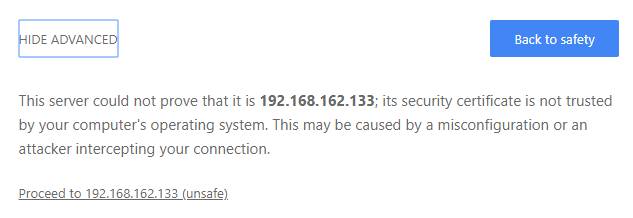 HIDE ADVANCED
Back to safety
This server could not prove that it is 192.168.162.133; its security certificate is not trusted
by your computer's operating system. This may be caused by a misconfiguration or an
attacker intercepting your connection.
Proceed to 192.168.162.133 (unsafe)